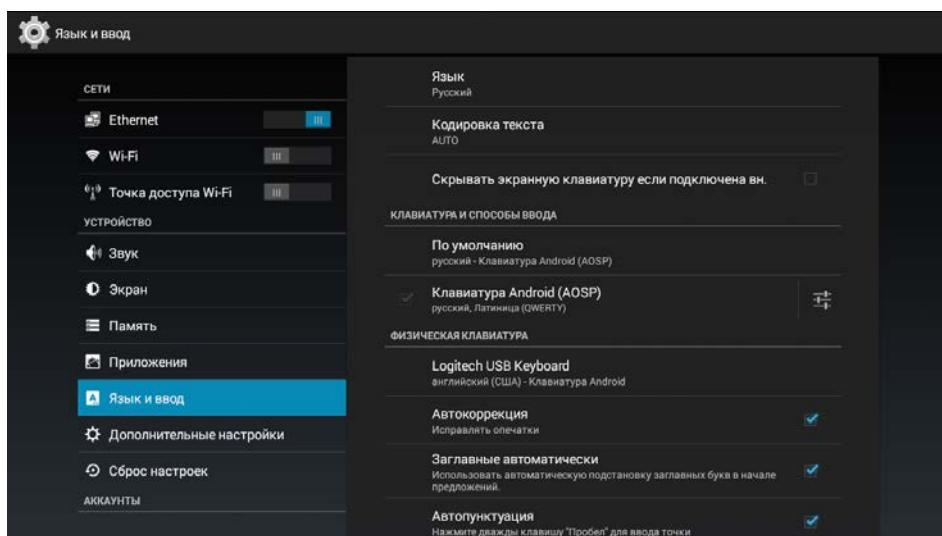 Язык и ввод
СЕТИ
Ethernet
Wi-Fi
Точка доступа Wi-Fi
УСТРОЙСТВО
Звук
Экран
Память
Приложения
Язык и ввод
Дополнительные настройки
Сброс настроек
АККАУНТЫ
Язык
Русский
Кодировка текста
AUTO
Скрывать экранную клавиатуру если подключена вн.
КЛАВИАТУРА И СПОСОБЫ ВВОДА
По умолчанию
русский - Клавиатура Android (AOSP)
Клавиатура Android (AOSP)
русский, Латиница (QWERTY)
ФИЗИЧЕСКАЯ КЛАВИАТУРА
Logitech USB Keyboard
английский (США) - Клавиатура Android
Автокоррекция
Исправлять опечатки
Заглавные автоматически
Использовать автоматическую подстановку заглавных букв в начале
предложений.
Автопунктуация
Нажмите дважды клавишу "Пробел" для ввода точки